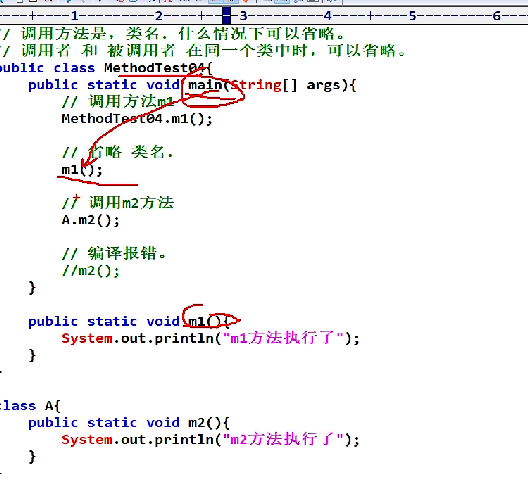 1 2 3 4 5 6
// 调用方法是，类名．什么情况下可以省略。
// 调用者 和 被调用者 在同一个类中时，可以省略。
public class MethodTest04{
public static void main(String[] args){
// 调用方法m1
MethodTest04.m1();
// 省略 类名．
m1();
// 调用m2方法
A.m2();
// 编译报错。
//m2();
}
public static void m1(){
System.out.println("m1方法执行了");
}
class A{
public static void m2(){
System.out.println("m2方法执行了");
}